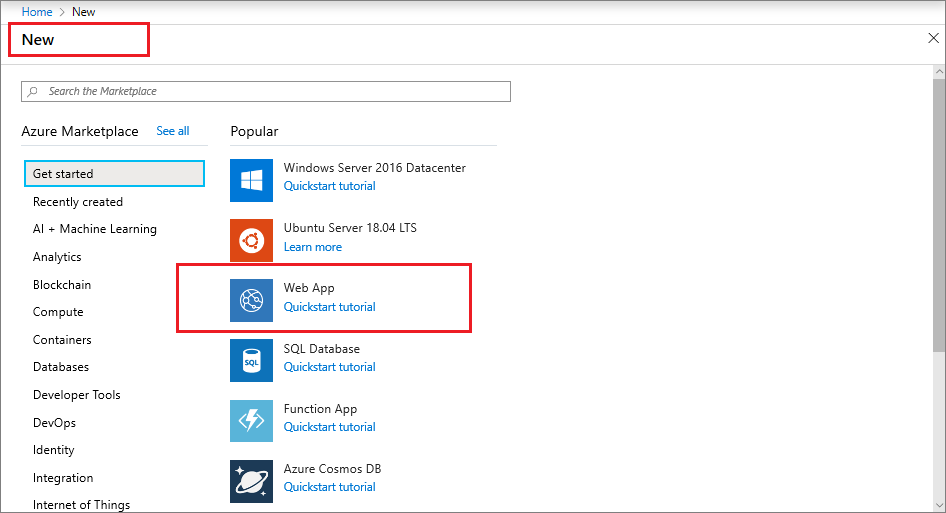 Home > New
New
Search the Marketplace
Azure Marketplace See all
Get started
Recently created
AI + Machine Learning
Analytics
Blockchain
Compute
Containers
Databases
Developer Tools
DevOps
Identity
Integration
Internet of Things
Popular
Windows Server 2016 Datacenter
Quickstart tutorial
Ubuntu Server 18.04 LTS
Learn more
Web App
Quickstart tutorial
SQL Database
SQL
Quickstart tutorial
Function App
Quickstart tutorial
Azure Cosmos DB
Quickstart tutorial